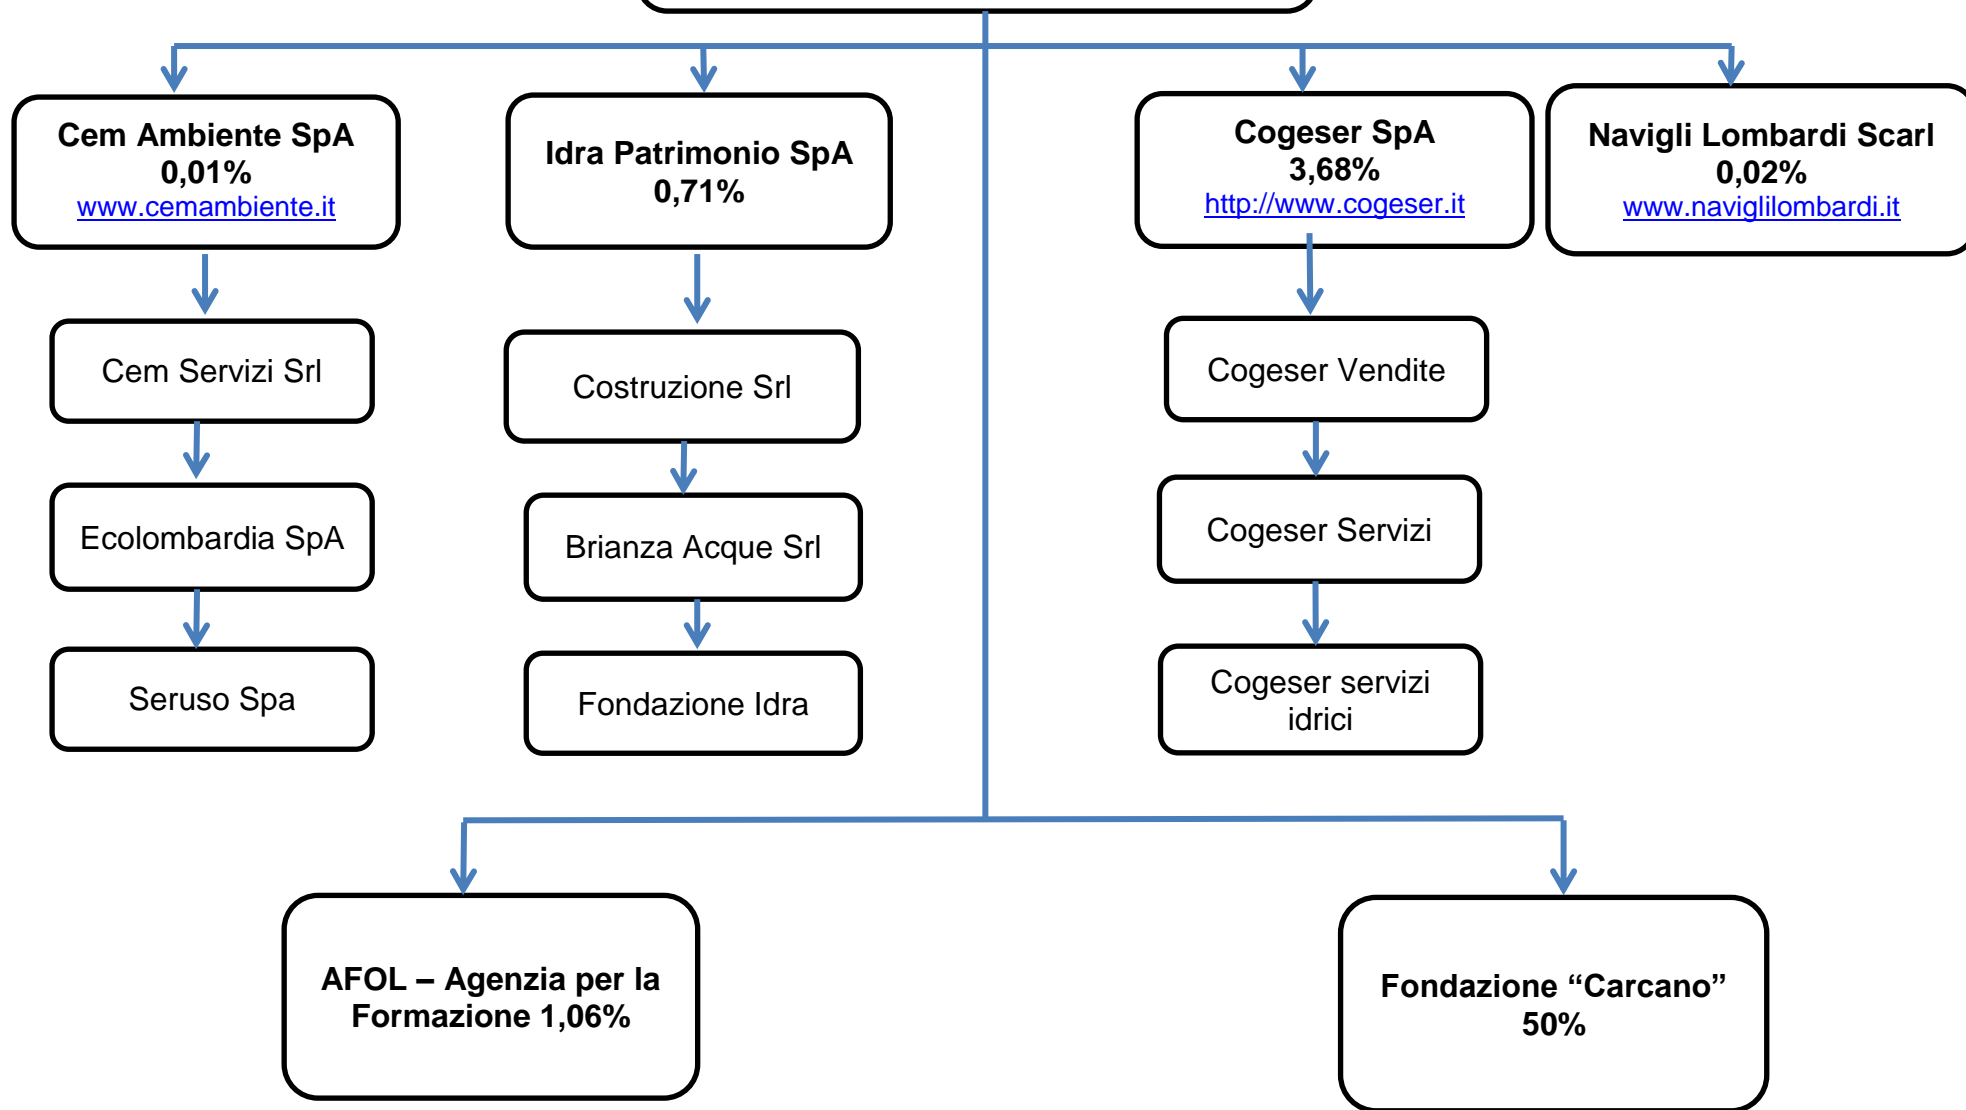 Cem Ambiente SpA
0,01%
www.cemambiente.it
Idra Patrimonio SpA
0,71%
Cogeser SpA
3,68%
http://www.cogeser.it
Navigli Lombardi Scarl
0,02%
www.naviglilombardi.it
Cem Servizi Srl
Costruzione Srl
Cogeser Vendite
Ecolombardia SpA
Brianza Acque Srl
Cogeser Servizi
Seruso Spa
Fondazione Idra
Cogeser servizi
idrici
AFOL – Agenzia per la
Formazione 1,06%
Fondazione “Carcano”
50%